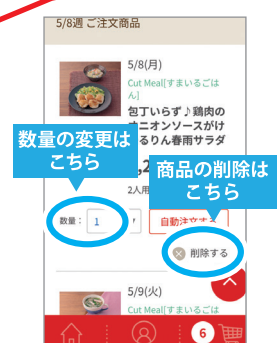 5/8週 ご注文商品
5/8(月)
Cut Meal[すまいるごは
ん]
包丁いらず♪鶏肉の
オニオンソースがけ
るりん春雨サラダ
数量の変更は
こちら
商品の削除は
こちら
2人用
数量: 1
自動注文する
削除する
5/9(火)
Cut Meal[すまいるごは
6